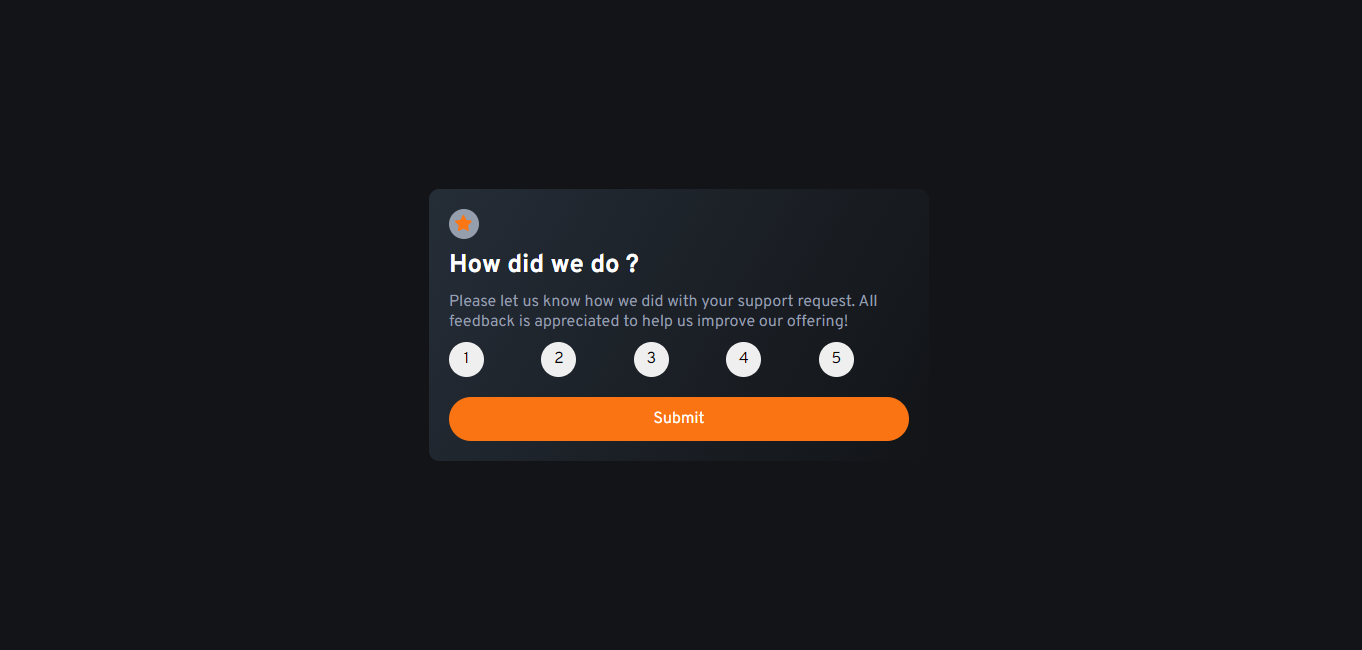 How did we do ?
Please let us know how we did with your support request. All
feedback is appreciated to help us improve our offering!
1 2 3 4 5
Submit